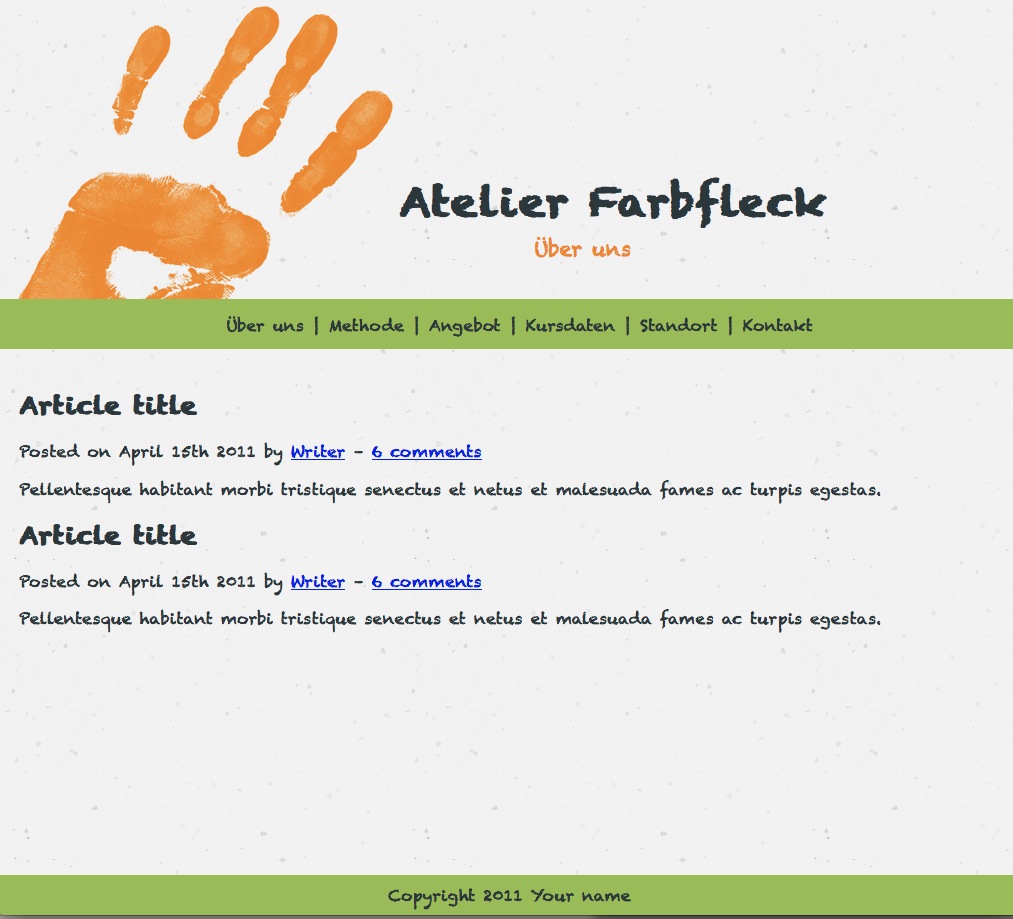 Atelier Farbfleck
Über uns
Über uns | Methode | Angebot | Kursdaten | Standort | Kontakt
Article title
Posted on April 15th 2011 by Writer – 6 comments
Pellentesque habitant morbi tristique senectus et netus et malesuada fames ac turpis egestas.
Article title
Posted on April 15th 2011 by Writer – 6 comments
Pellentesque habitant morbi tristique senectus et netus et malesuada fames ac turpis egestas.
Copyright 2011 Your name